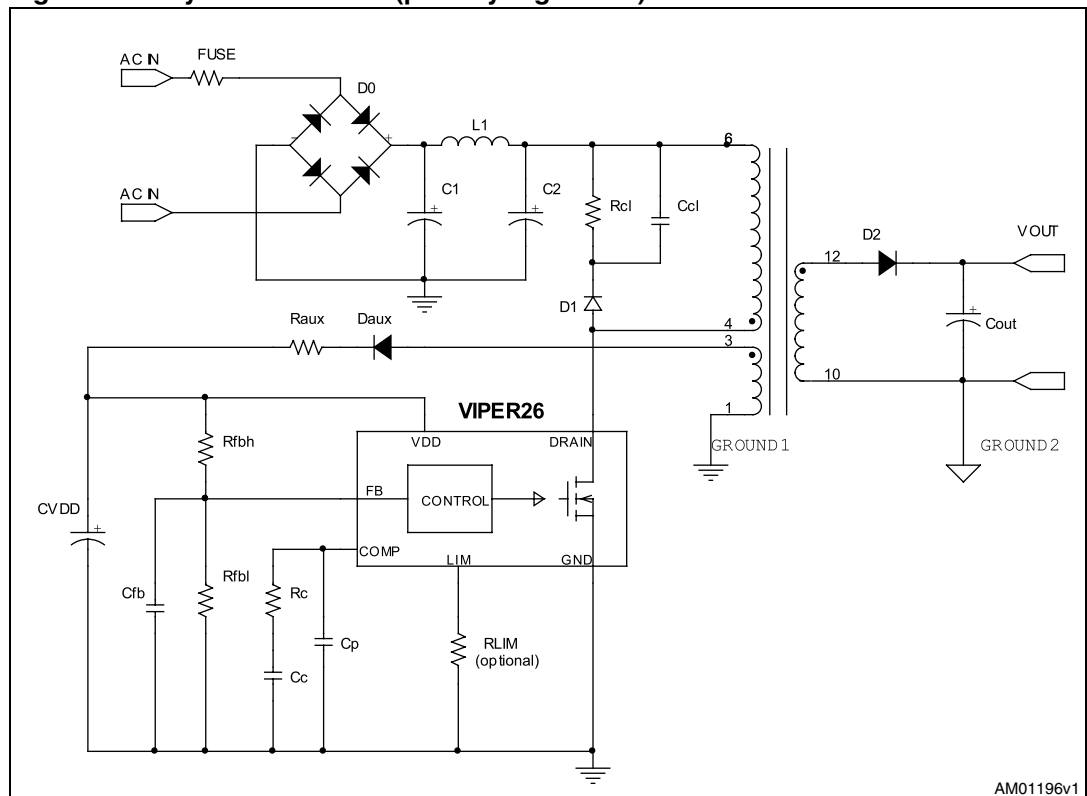 AC IN
FUSE
D0
-
+
AC IN
L1
C1
+
C2
+
Rcl
Ccl
6
D1
4
3
1
12
D2
VOUT
+
Cout
10
GROUND1
GROUND2
Raux
Daux
VIPER26
VDD
DRAIN
Rfbh
FB
CONTROL
CVDD
+
COMP
LIM
GND
Cfb
Rfbl
Rc
Cp
Cc
RLIM
(optional)
AM01196v1